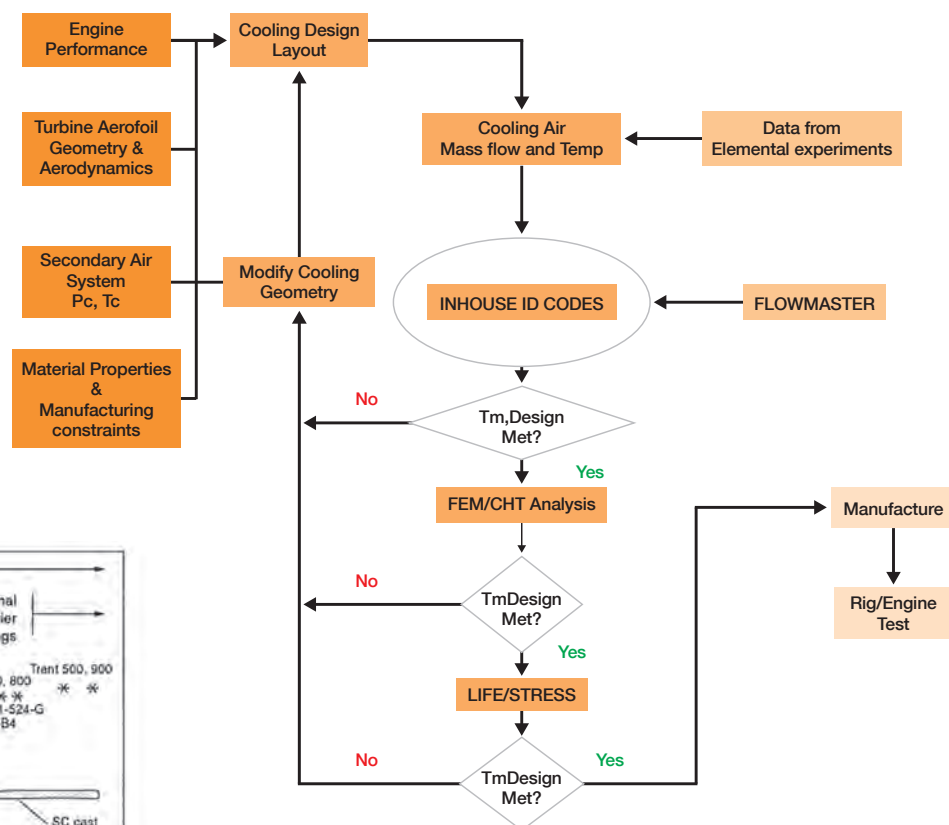 Engine
Performance
Cooling Design
Layout
Turbine Aerofoil
Geometry &
Aerodynamics
Cooling Air
Mass flow and Temp
Data from
Elemental experiments
Secondary Air
System
Pc, Tc
Modify Cooling
Geometry
INHOUSE ID CODES
FLOWMASTER
Material Properties
&
Manufacturing
constraints
No
Tm,Design
Met?
Yes
FEM/CHT Analysis
Manufacture
No
TmDesign
Met?
Rig/Engine
Test
Yes
LIFE/STRESS
No
TmDesign
Met?
Yes
Trent 500, 900
800
-524-G
SC cast